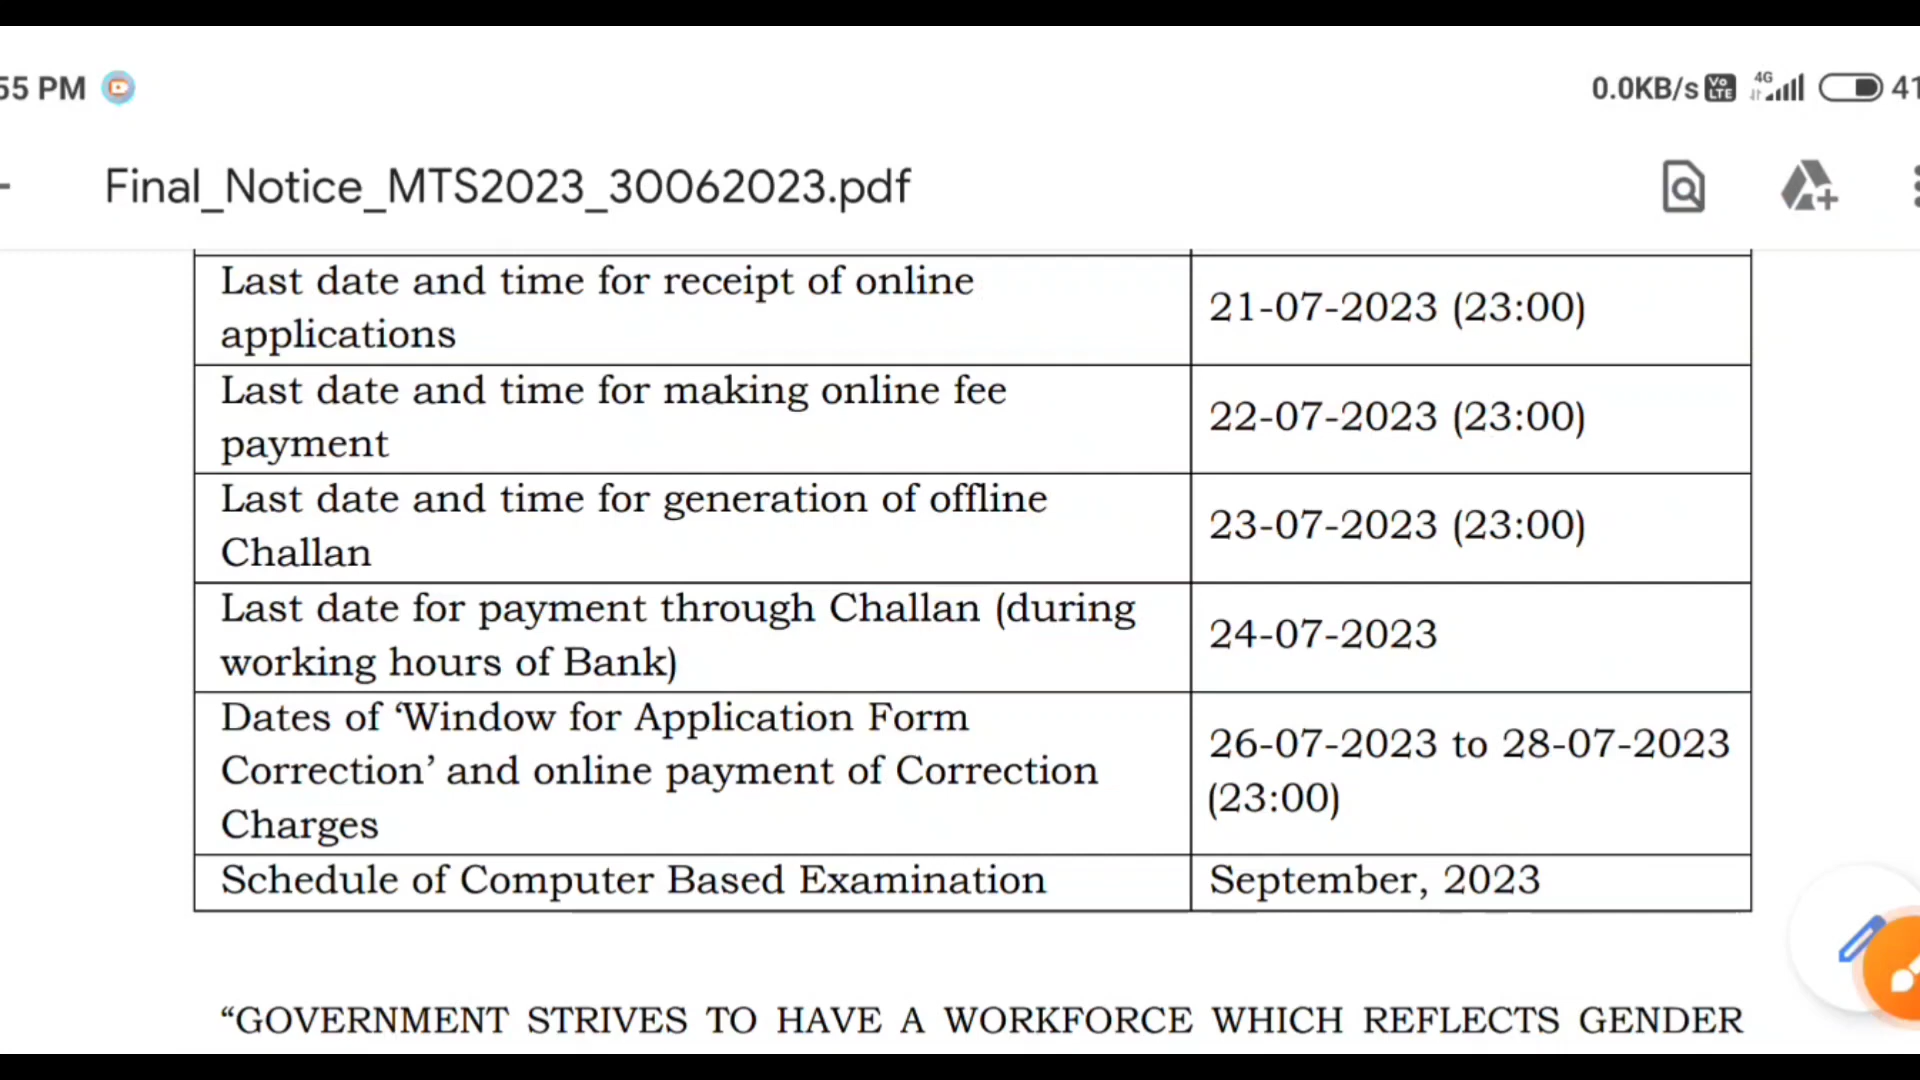 55 PM
0.0KB/s Vo LTE 4G 41
Final_Notice_MTS2023_30062023.pdf
Last date and time for receipt of online
applications
21-07-2023 (23:00)
Last date and time for making online fee
payment
22-07-2023 (23:00)
Last date and time for generation of offline
Challan
23-07-2023 (23:00)
Last date for payment through Challan (during
working hours of Bank)
24-07-2023
Dates of ‘Window for Application Form
Correction’ and online payment of Correction
Charges
26-07-2023 to 28-07-2023
(23:00)
Schedule of Computer Based Examination
September, 2023
“GOVERNMENT STRIVES TO HAVE A WORKFORCE WHICH REFLECTS GENDER